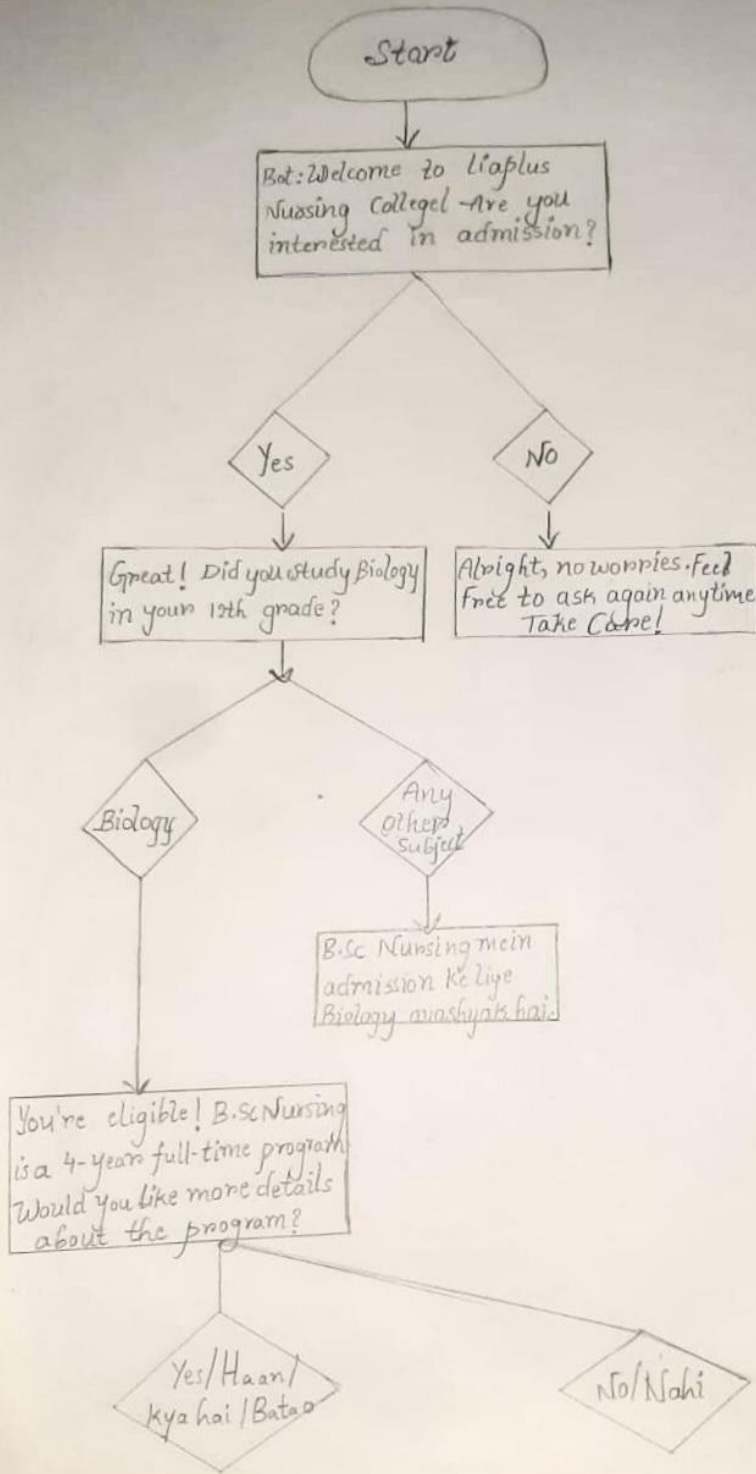 Start
Bot: Welcome to Liaplus
Nursing College! Are you
interested in admission?
Yes
No
Great! Did you study Biology
in your 12th grade?
Alright, no worries. Feel
Free to ask again anytime
Take Care!
Biology
Any
other
subject
B.Sc Nursing mein
admission ke liye
Biology avashyak hai.
You're eligible! B.Sc Nursing
is a 4-year full-time program
Would you like more details
about the program?
Yes/Haan/
kya hai/Batao
No/Nahi